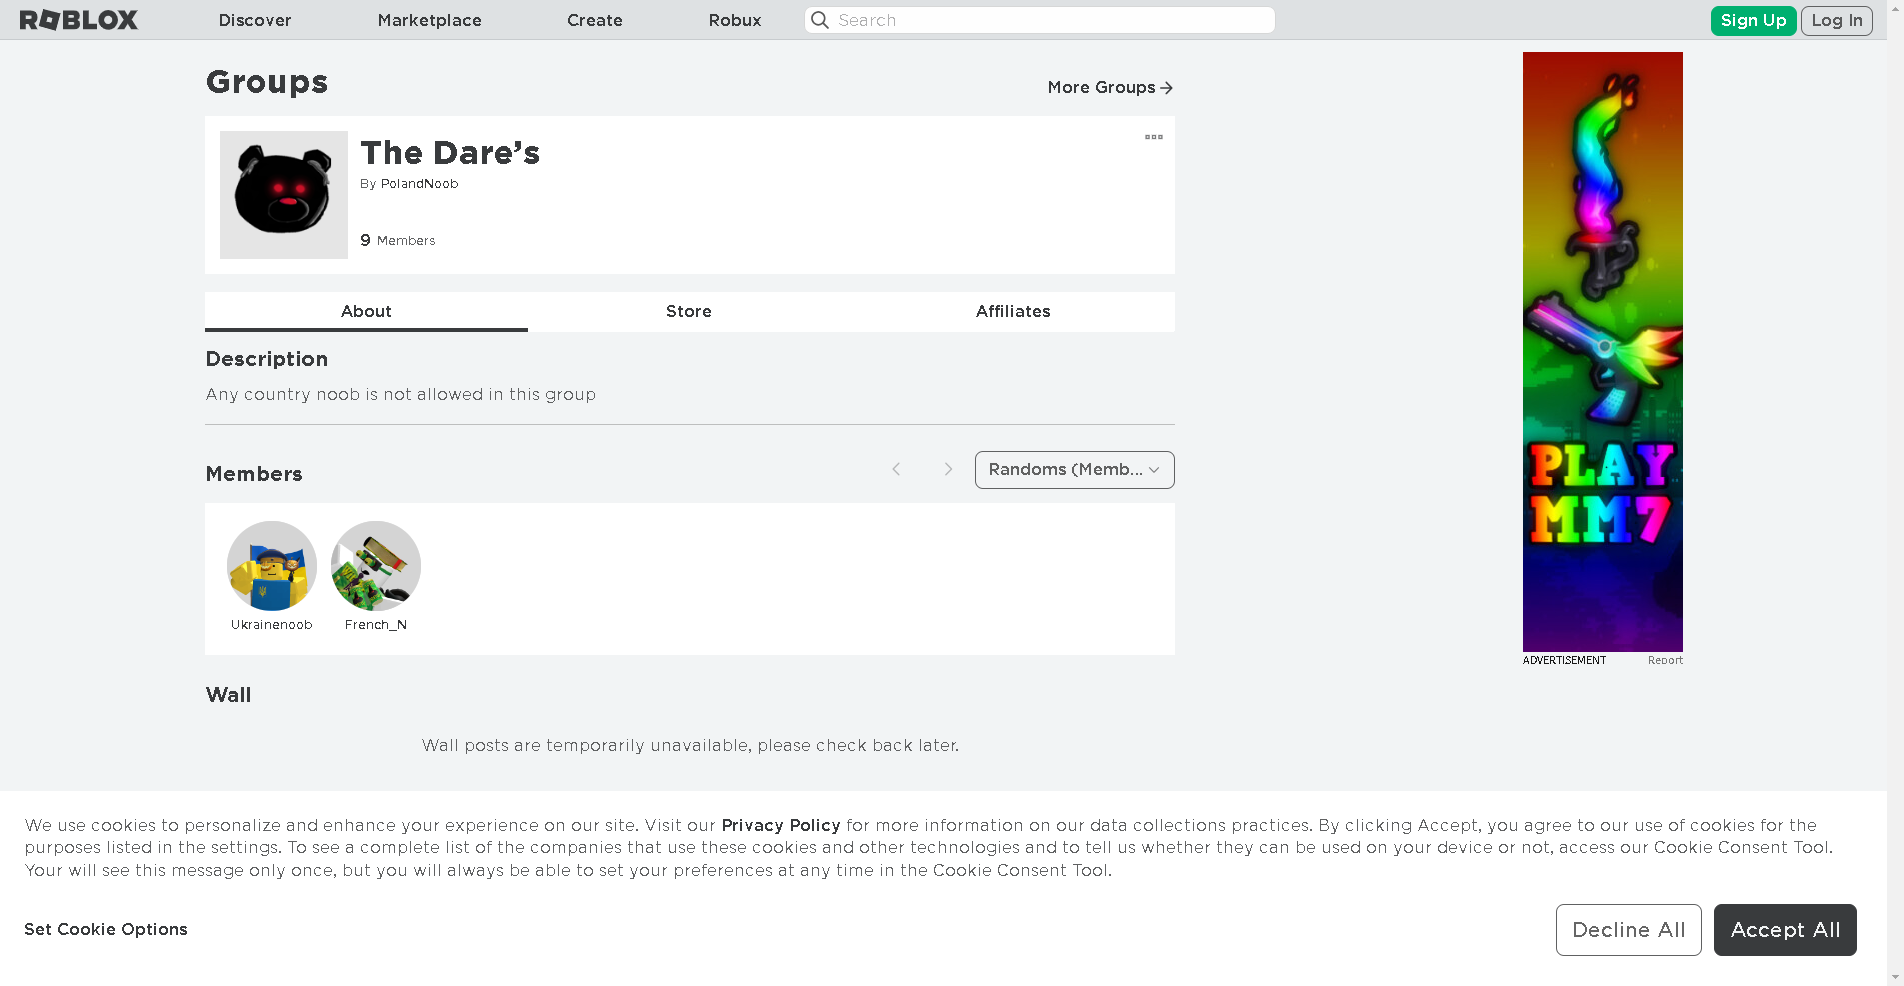 ROBLOX Discover Marketplace Create Robux Search Sign Up Log In
Groups
More Groups
The Dare's
By PolandNoob
9 Members
About Store Affiliates
Description
Any country noob is not allowed in this group
Members
Randoms (Memb...
Ukrainenoob French_N
Wall
Wall posts are temporarily unavailable, please check back later.
PLAY
MM7
ADVERTISEMENT Report
We use cookies to personalize and enhance your experience on our site. Visit our Privacy Policy for more information on our data collections practices. By clicking Accept, you agree to our use of cookies for the
purposes listed in the settings. To see a complete list of the companies that use these cookies and other technologies and to tell us whether they can be used on your device or not, access our Cookie Consent Tool.
Your will see this message only once, but you will always be able to set your preferences at any time in the Cookie Consent Tool.
Set Cookie Options
Decline All
Accept All